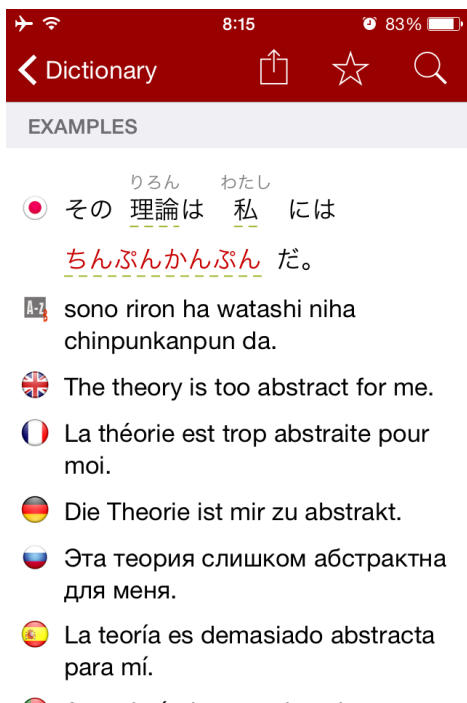 8:15
83%
Dictionary
EXAMPLES
りろん わたし
その 理論は 私 には
ちんぷんかんぷん だ。
A-Z
sono riron ha watashi niha
chinpunkanpun da.
The theory is too abstract for me.
La théorie est trop abstraite pour
moi.
Die Theorie ist mir zu abstrakt.
Эта теория слишком абстрактна
для меня.
La teoría es demasiado abstracta
para mí.